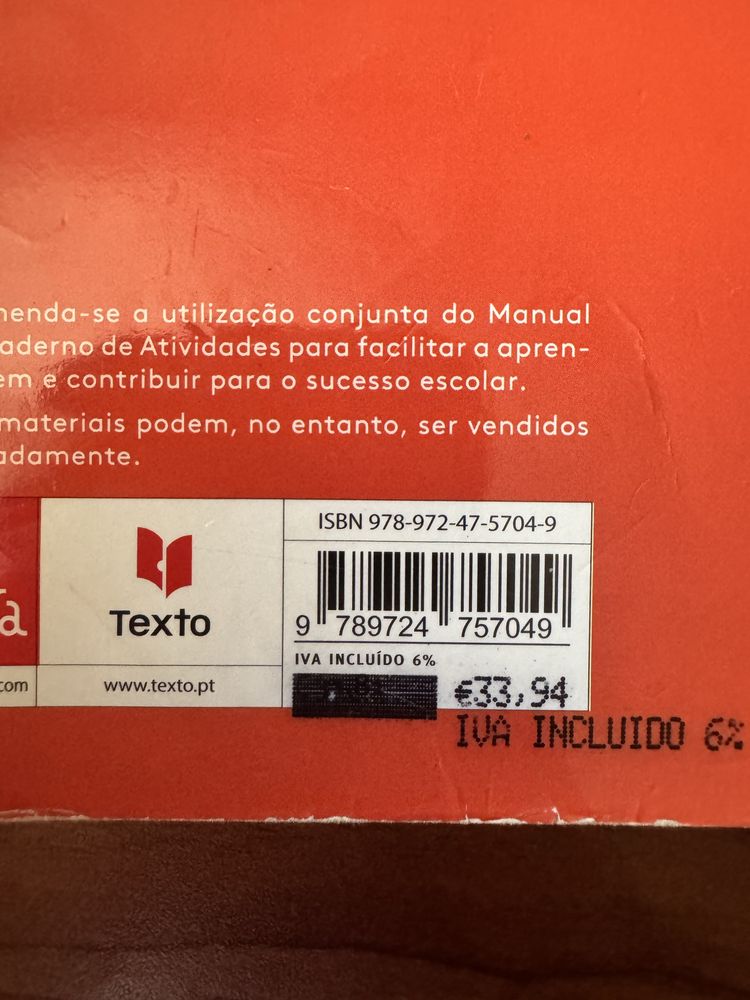 menda-se a utilização conjunta do Manual
aderno de Atividades para facilitar a apren-
em e contribuir para o sucesso escolar.
materiais podem, no entanto, ser vendidos
adamente.
ISBN 978-972-47-5704-9
a
Texto
9 789724 757049
IVA INCLUÍDO 6%
com
www.texto.pt
€33,94
IVA INCLUIDO 6%